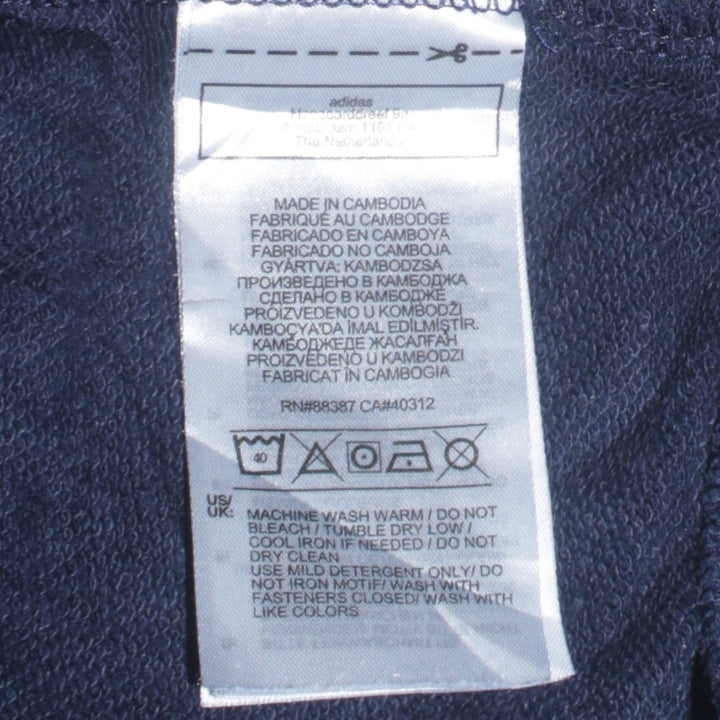 adidas
The Netherlands
MADE IN CAMBODIA
FABRIQUÉ AU CAMBODGE
FABRICADO EN CAMBOYA
FABRICADO NO CAMBOJA
GYÁRTVA: KAMBODZSA
ПРОИЗВЕДЕНО В КАМБОДЖА
СДЕЛАНО В КАМБОДЖЕ
PROIZVEDENO U KOMBODŽI
KAMBOÇYA'DA İMAL EDİLMİŞTİR.
КАМБОДЖЕДЕ ЖАСАЛҒАН
PROIZVEDENO U KAMBODZI
FABRICAT ÎN CAMBOGIA
RN#88387 CA#40312
40
US/
UK:
MACHINE WASH WARM / DO NOT
BLEACH / TUMBLE DRY LOW /
COOL IRON IF NEEDED / DO NOT
DRY CLEAN
USE MILD DETERGENT ONLY/ DO
NOT IRON MOTIF/ WASH WITH
FASTENERS CLOSED/ WASH WITH
LIKE COLORS